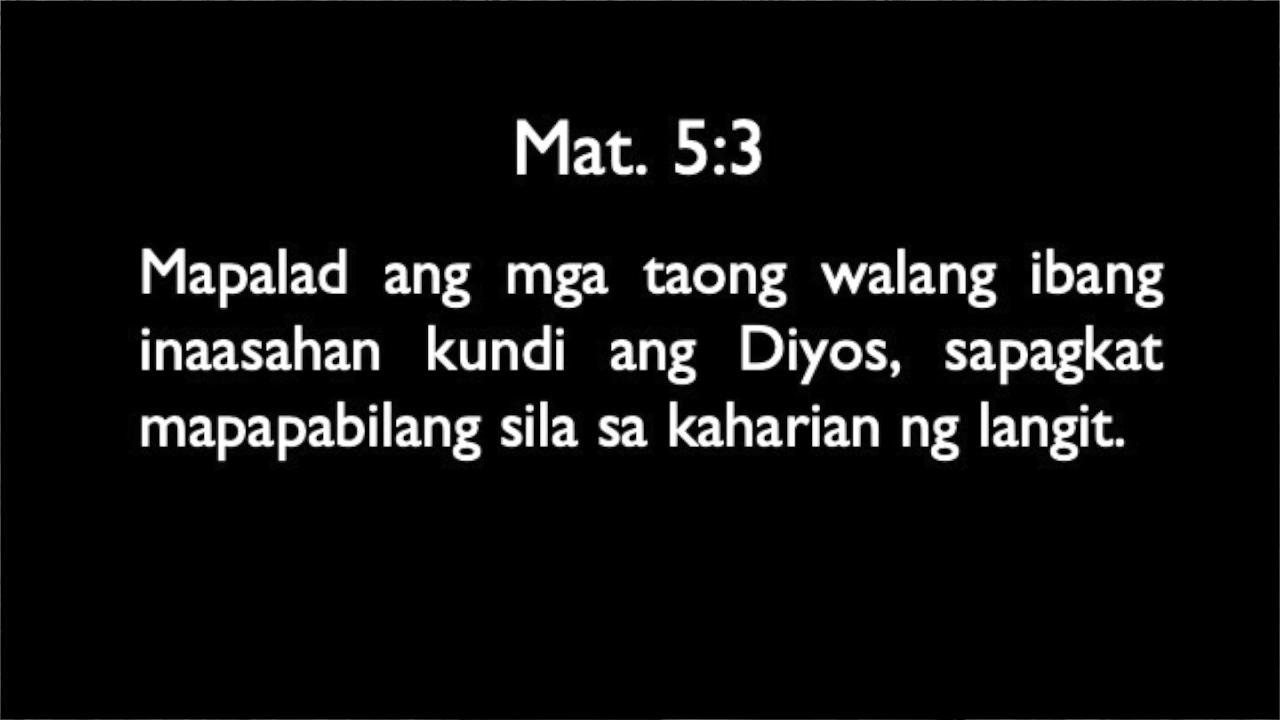 Mat. 5:3
Mapalad ang mga taong walang ibang
inaasahan kundi ang Diyos, sapagkat
mapapabilang sila sa kaharian ng langit.